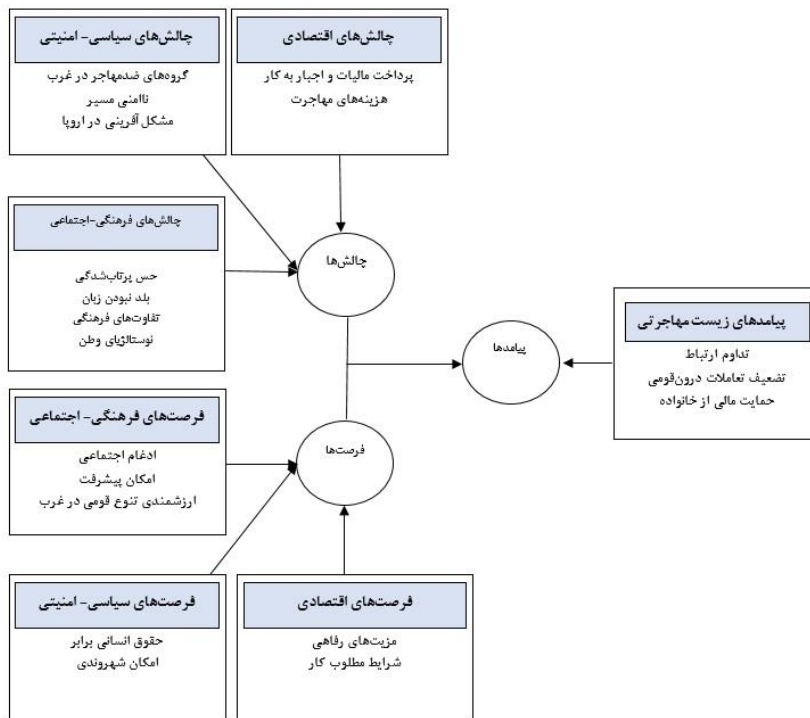 چالش‌های سیاسی- امنیتی
گروه‌های ضدمهاجر در غرب
ناامنی مسیر
مشکل آفرینی در اروپا
چالش‌های اقتصادی
پرداخت مالیات و اجبار به کار
هزینه‌های مهاجرت
چالش‌های فرهنگی-اجتماعی
حس پرتاب‌شدگی
بلد نبودن زبان
تفاوت‌های فرهنگی
نوستالژیای وطن
چالش‌ها
پیامدها
پیامدهای زیست مهاجرتی
تداوم ارتباط
تضعیف تعاملات درون‌قومی
حمایت مالی از خانواده
فرصت‌های فرهنگی- اجتماعی
ادغام اجتماعی
امکان پیشرفت
ارزشمندی تنوع قومی در غرب
فرصت‌ها
فرصت‌های سیاسی- امنیتی
حقوق انسانی برابر
امکان شهروندی
فرصت‌های اقتصادی
مزیت‌های رفاهی
شرایط مطلوب کار